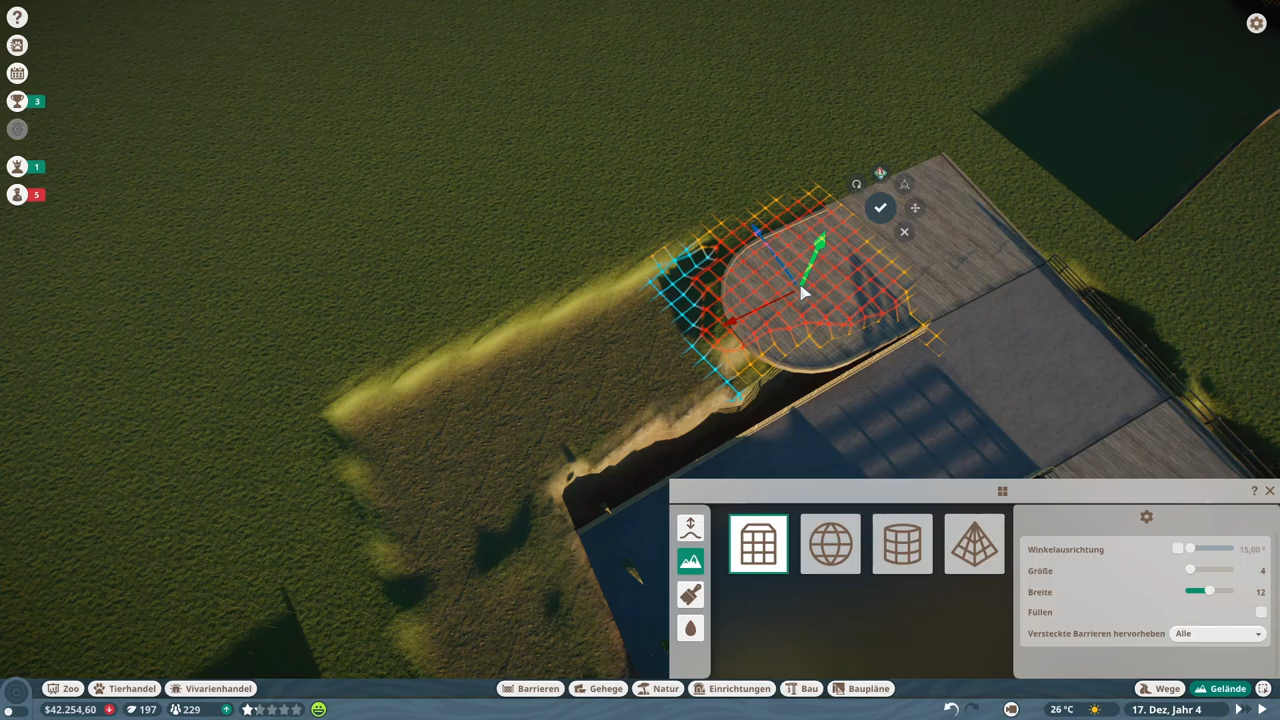 ?
3
1
5
?
Winkelausrichtung 15,00 °
Größe 4
Breite 12
Füllen
Versteckte Barrieren hervorheben Alle
Zoo Tierhandel Vivarienhandel Barrieren Gehege Natur Einrichtungen Bau Baupläne Wege Gelände
$42.254,60 197 229 26 °C 17. Dez, Jahr 4